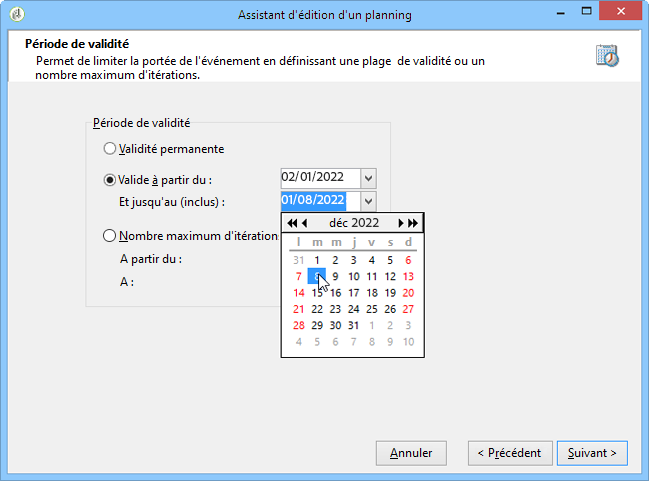 Assistant d'édition d'un planning
Période de validité
Permet de limiter la portée de l'événement en définissant une plage de validité ou un
nombre maximum d'itérations.
Période de validité
Validité permanente
Valide à partir du : 02/01/2022
Et jusqu'au (inclus) : 01/08/2022
déc 2022
l m m j v s d
31 1 2 3 4 5 6
7 8 9 10 11 12 13
14 15 16 17 18 19 20
21 22 23 24 25 26 27
28 29 30 31 1 2 3
4 5 6 7 8 9 10
Nombre maximum d'itération
A partir du :
A :
Annuler
< Précédent
Suivant >